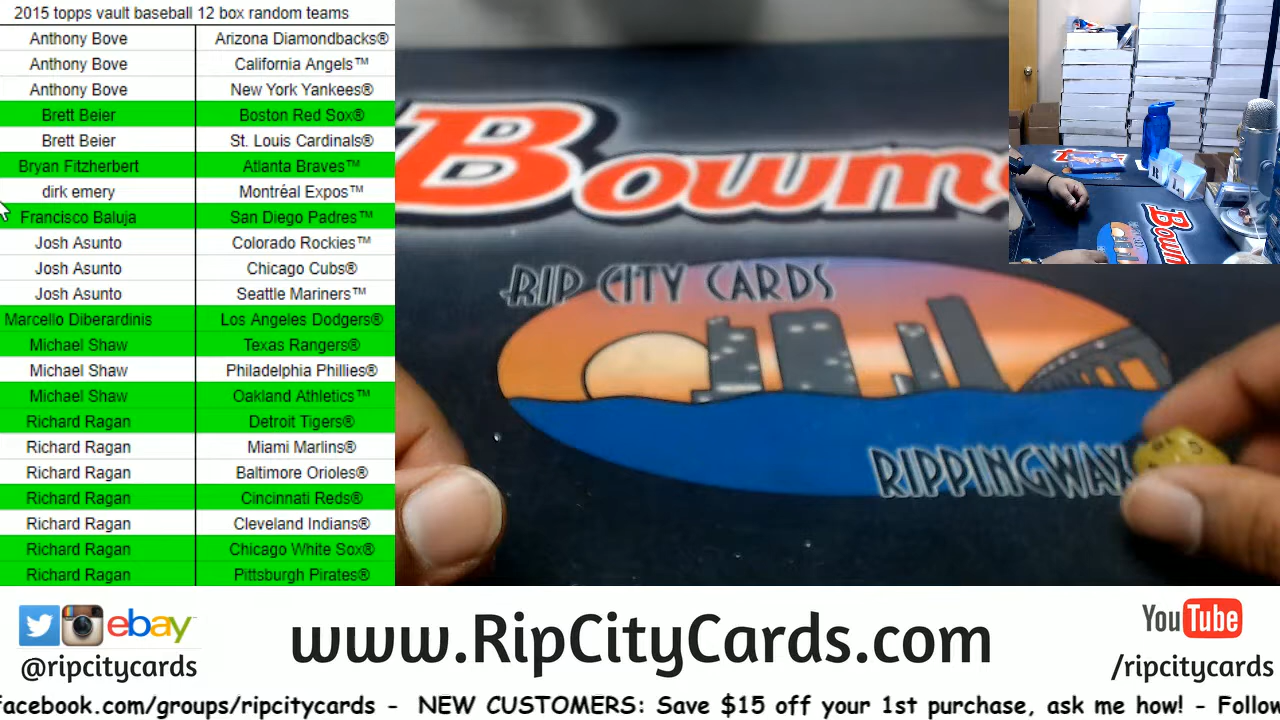 2015 topps vault baseball 12 box random teams
Anthony Bove Arizona Diamondbacks®
Anthony Bove California Angels™
Anthony Bove New York Yankees®
Brett Beier Boston Red Sox®
Brett Beier St. Louis Cardinals®
Bryan Fitzherbert Atlanta Braves™
dirk emery Montréal Expos™
Francisco Baluja San Diego Padres™
Josh Asunto Colorado Rockies™
Josh Asunto Chicago Cubs®
Josh Asunto Seattle Mariners™
Marcello Diberardinis Los Angeles Dodgers®
Michael Shaw Texas Rangers®
Michael Shaw Philadelphia Phillies®
Michael Shaw Oakland Athletics™
Richard Ragan Detroit Tigers®
Richard Ragan Miami Marlins®
Richard Ragan Baltimore Orioles®
Richard Ragan Cincinnati Reds®
Richard Ragan Cleveland Indians®
Richard Ragan Chicago White Sox®
Richard Ragan Pittsburgh Pirates®
Bowm
RIP CITY CARDS
RIPPINGWAX
5
R L
Bowm
ebay™
@ripcitycards
www.RipCityCards.com
YouTube
/ripcitycards
facebook.com/groups/ripcitycards - NEW CUSTOMERS: Save $15 off your 1st purchase, ask me how! - Follow